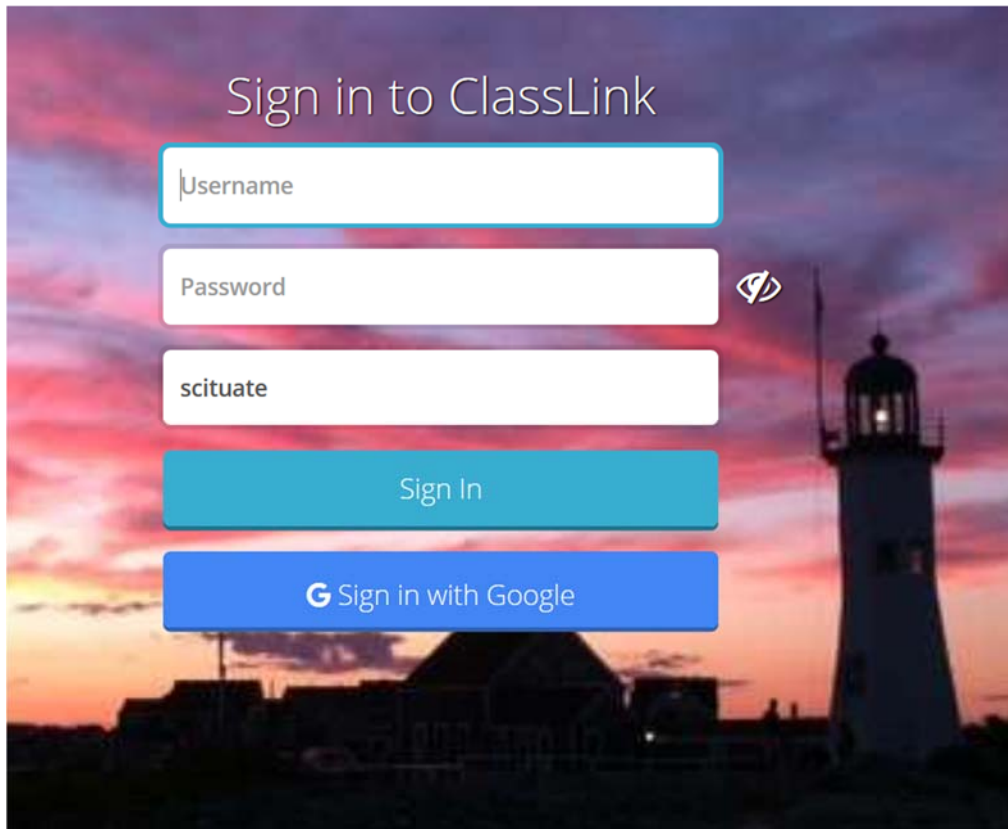 Sign in to ClassLink
Username
Password
scituate
Sign In
Sign in with Google